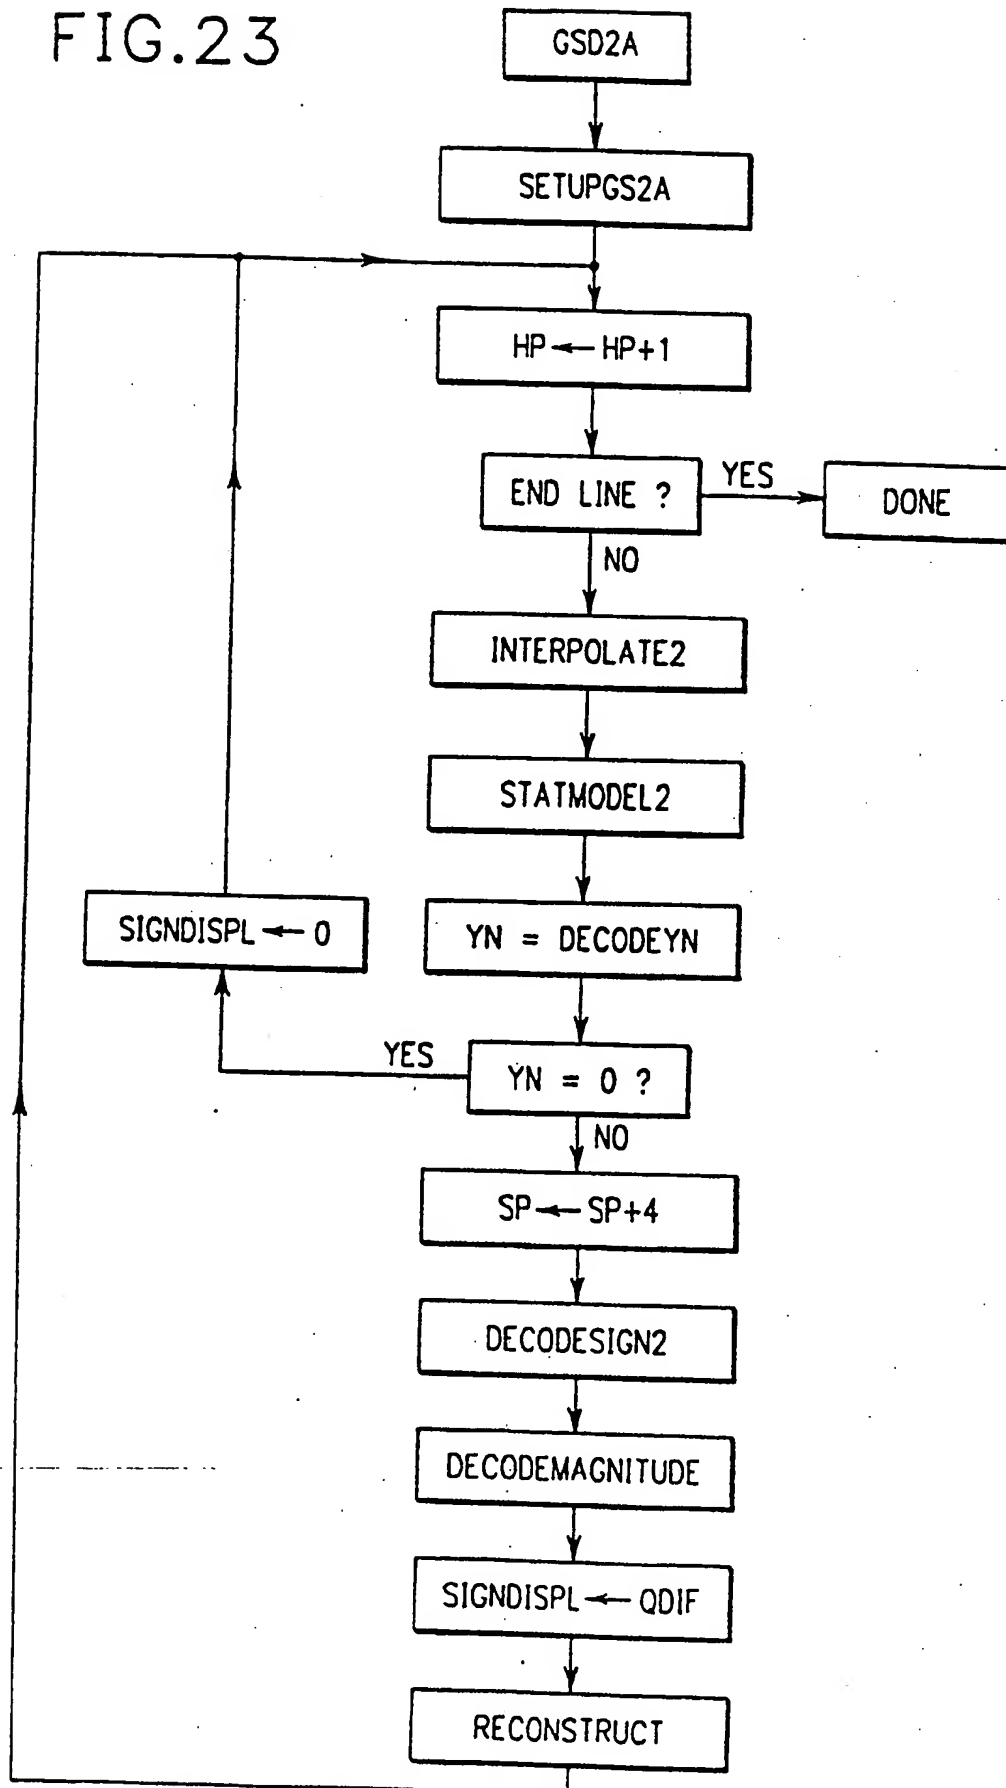 FIG.23
GSD2A
SETUPGS2A
HP ← HP+1
END LINE ?
YES
DONE
NO
INTERPOLATE2
STATMODEL2
SIGNDISPL ← 0
YN = DECODEYN
YES
YN = 0 ?
NO
SP ← SP+4
DECODESIGN2
DECODEMAGNITUDE
SIGNDISPL ← QDIF
RECONSTRUCT